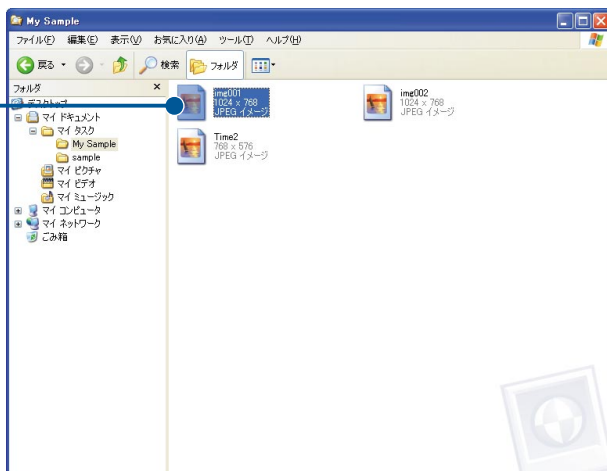 My Sample
ファイル(F) 編集(E) 表示(V) お気に入り(A) ツール(T) ヘルプ(H)
戻る 検索 フォルダ
フォルダ ×
デスクトップ
マイ ドキュメント
マイ タスク
My Sample
sample
マイ ピクチャ
マイ ビデオ
マイ ミュージック
マイ コンピュータ
マイ ネットワーク
ごみ箱
img001
1024 x 768
JPEG イメージ
img002
1024 x 768
JPEG イメージ
Time2
768 x 576
JPEG イメージ